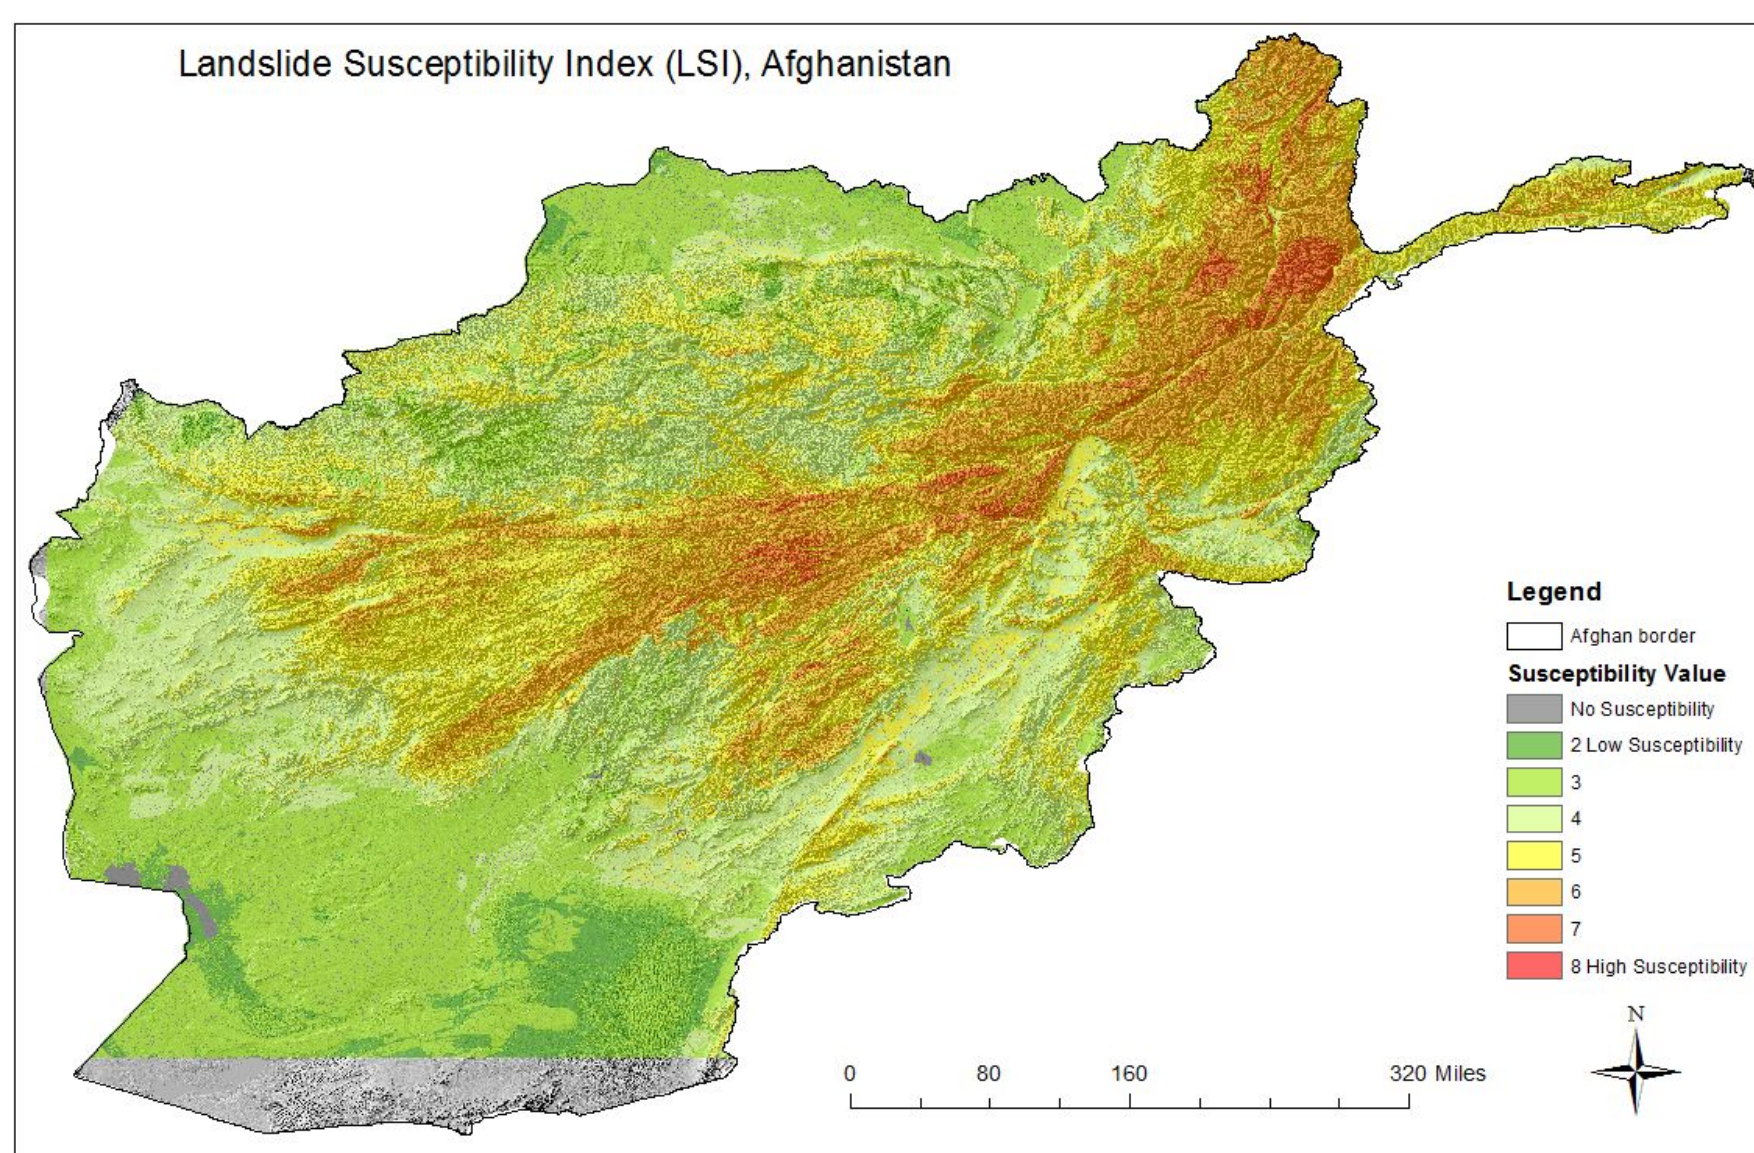 Landslide Susceptibility Index (LSI), Afghanistan
Legend
Afghan border
Susceptibility Value
No Susceptibility
2 Low Susceptibility
3
4
5
6
7
8 High Susceptibility
N
0 80 160 320 Miles